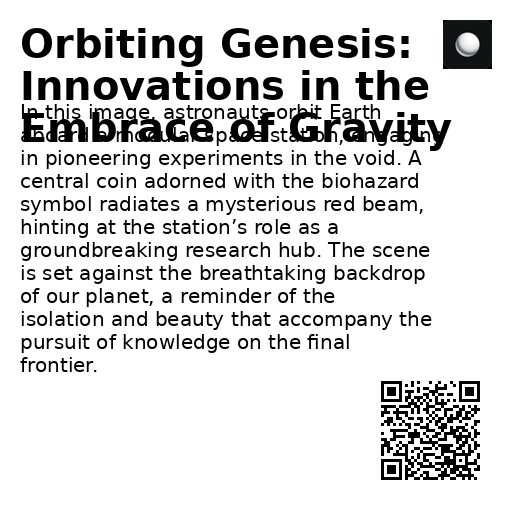 Orbiting Genesis:
Innovations in the
Embrace of Gravity
In this image, astronauts orbit Earth
a modular space station, engaging
in pioneering experiments in the void. A
central coin adorned with the biohazard
symbol radiates a mysterious red beam,
hinting at the station’s role as a
groundbreaking research hub. The scene
is set against the breathtaking backdrop
of our planet, a reminder of the
isolation and beauty that accompany the
pursuit of knowledge on the final
frontier.